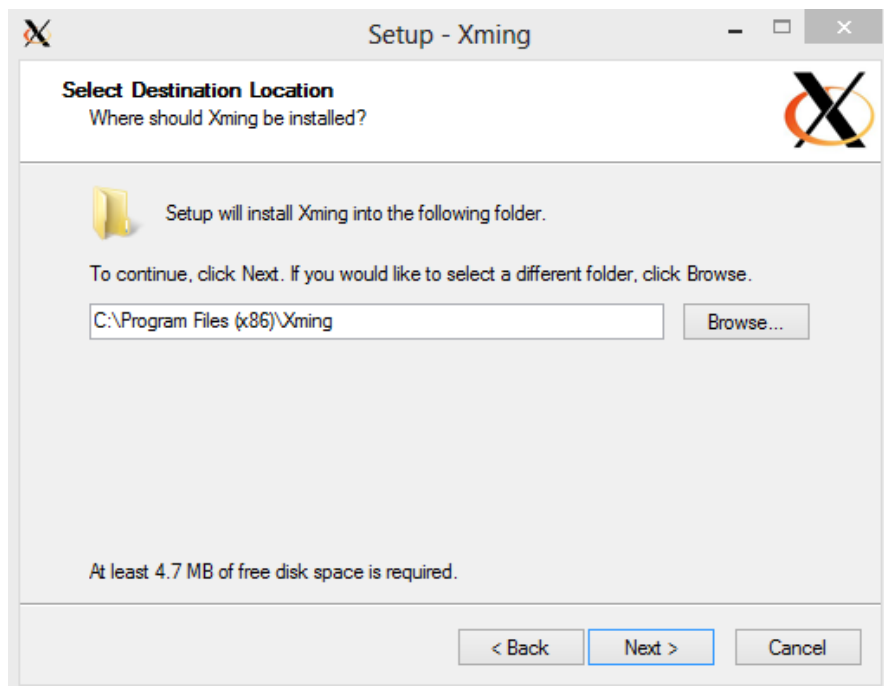 Setup - Xming
Select Destination Location
Where should Xming be installed?
Setup will install Xming into the following folder.
To continue, click Next. If you would like to select a different folder, click Browse.
C:\Program Files (x86)\Xming
Browse...
At least 4.7 MB of free disk space is required.
< Back
Next >
Cancel